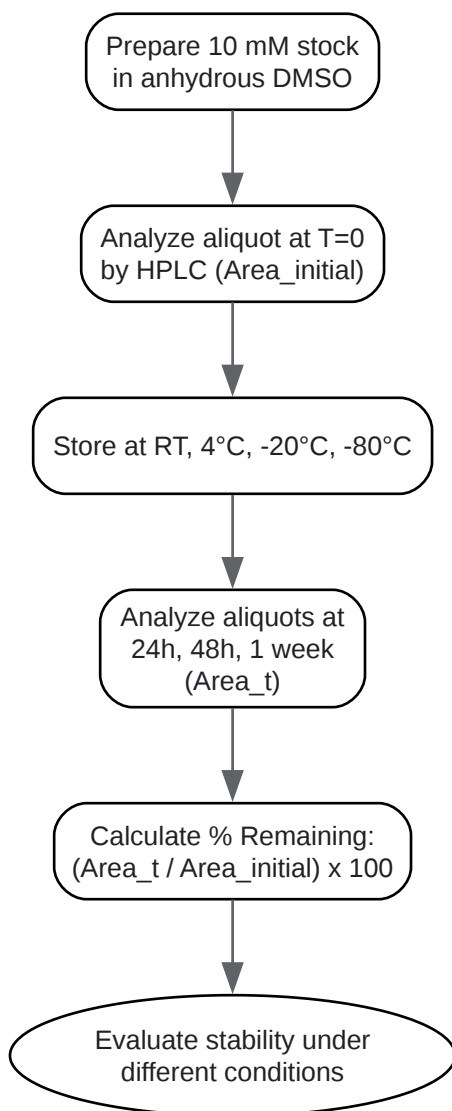 Prepare 10 mM stock
in anhydrous DMSO
Analyze aliquot at T=0
by HPLC (Area_initial)
Store at RT, 4°C, -20°C, -80°C
Analyze aliquots at
24h, 48h, 1 week
(Area_t)
Calculate % Remaining:
(Area_t / Area_initial) x 100
Evaluate stability under
different conditions